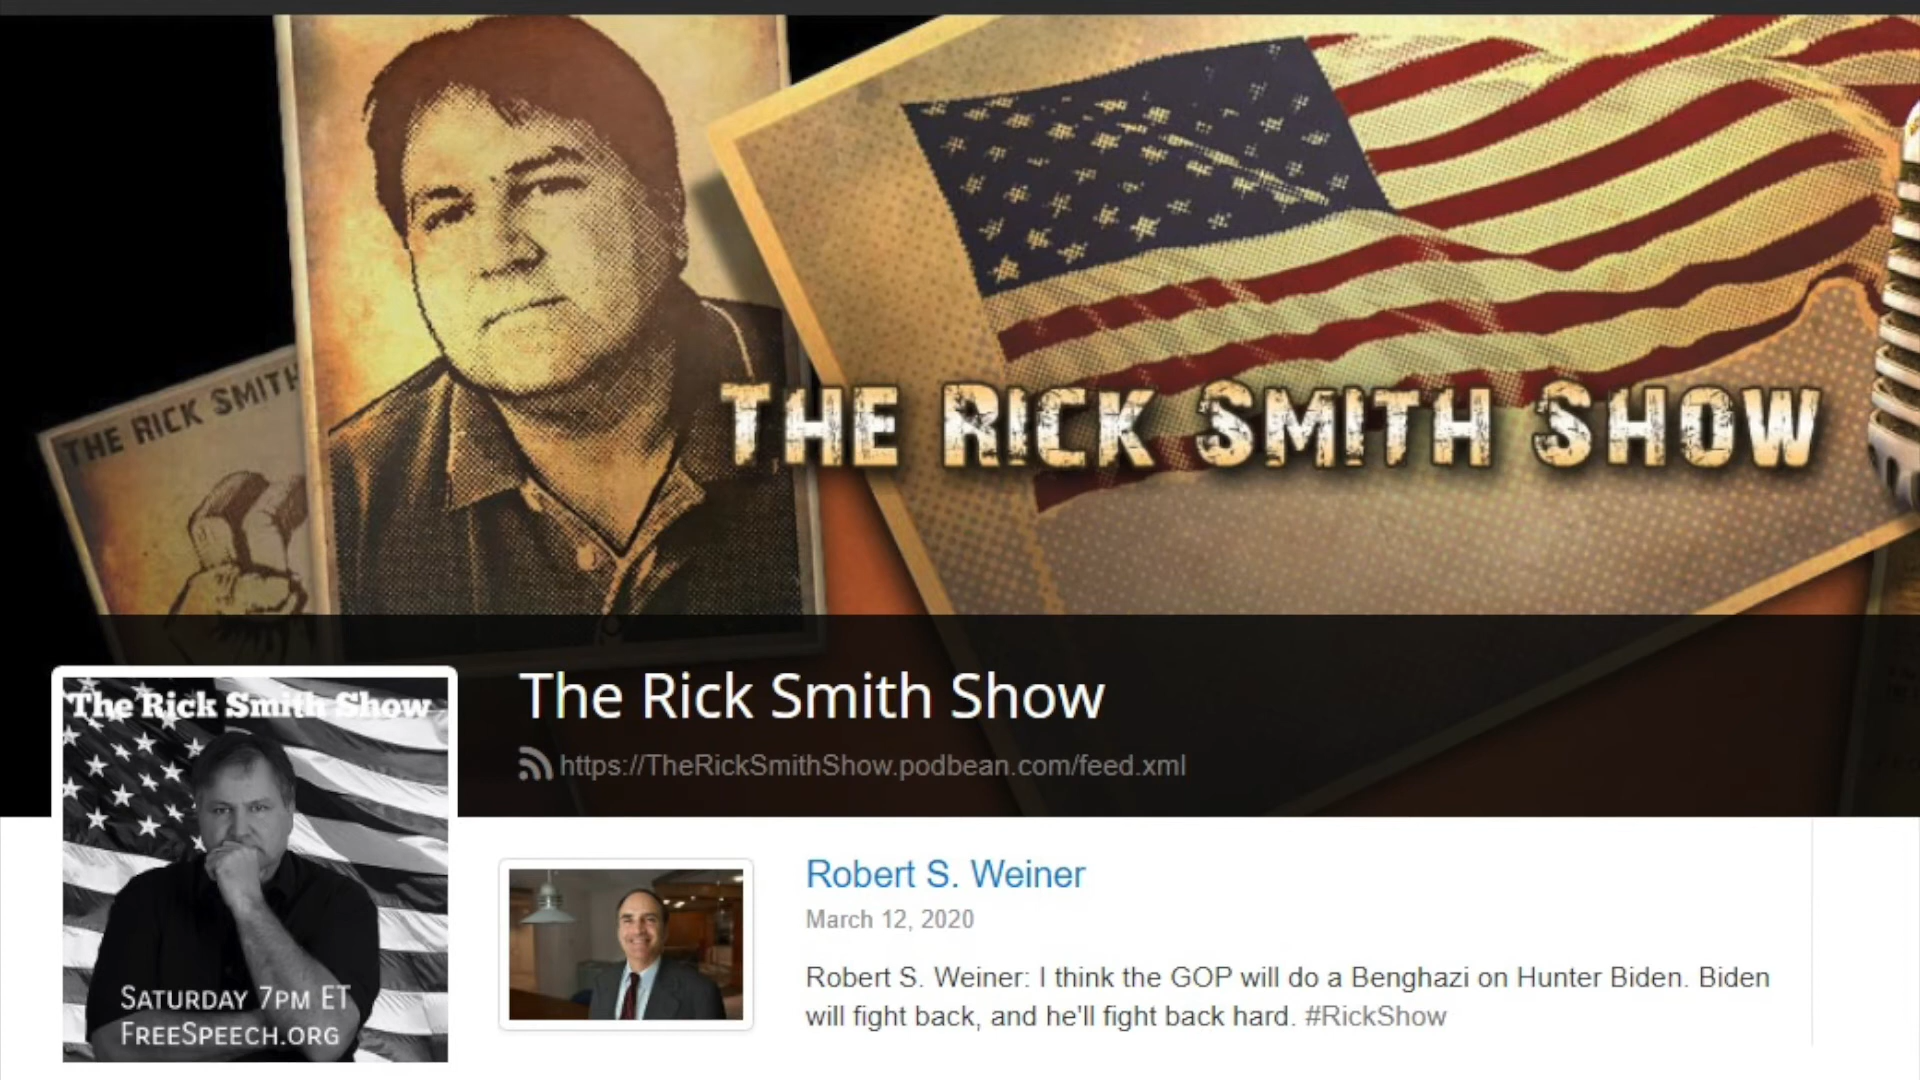 THE RICK SMITH
THE RICK SMITH SHOW
The Rick Smith Show
SATURDAY 7PM ET
FREESPEECH.ORG
The Rick Smith Show
https://TheRickSmithShow.podbean.com/feed.xml
Robert S. Weiner
March 12, 2020
Robert S. Weiner: I think the GOP will do a Benghazi on Hunter Biden. Biden
will fight back, and he'll fight back hard. #RickShow